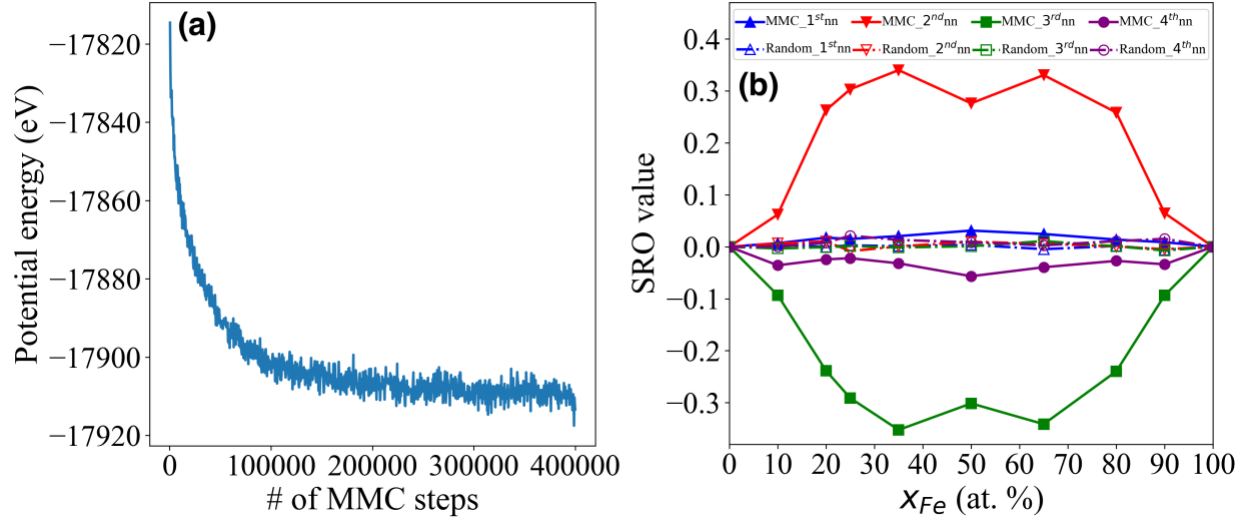 (a)
Potential energy (eV)
−17820
−17840
−17860
−17880
−17900
−17920
0 100000 200000 300000 400000
# of MMC steps
MMC_1ˢᵗnn MMC_2ⁿᵈnn MMC_3ʳᵈnn MMC_4ᵗʰnn
Random_1ˢᵗnn Random_2ⁿᵈnn Random_3ʳᵈnn Random_4ᵗʰnn
(b)
SRO value
0.4
0.3
0.2
0.1
0.0
−0.1
−0.2
−0.3
0 10 20 30 40 50 60 70 80 90 100
x_Fe (at. %)